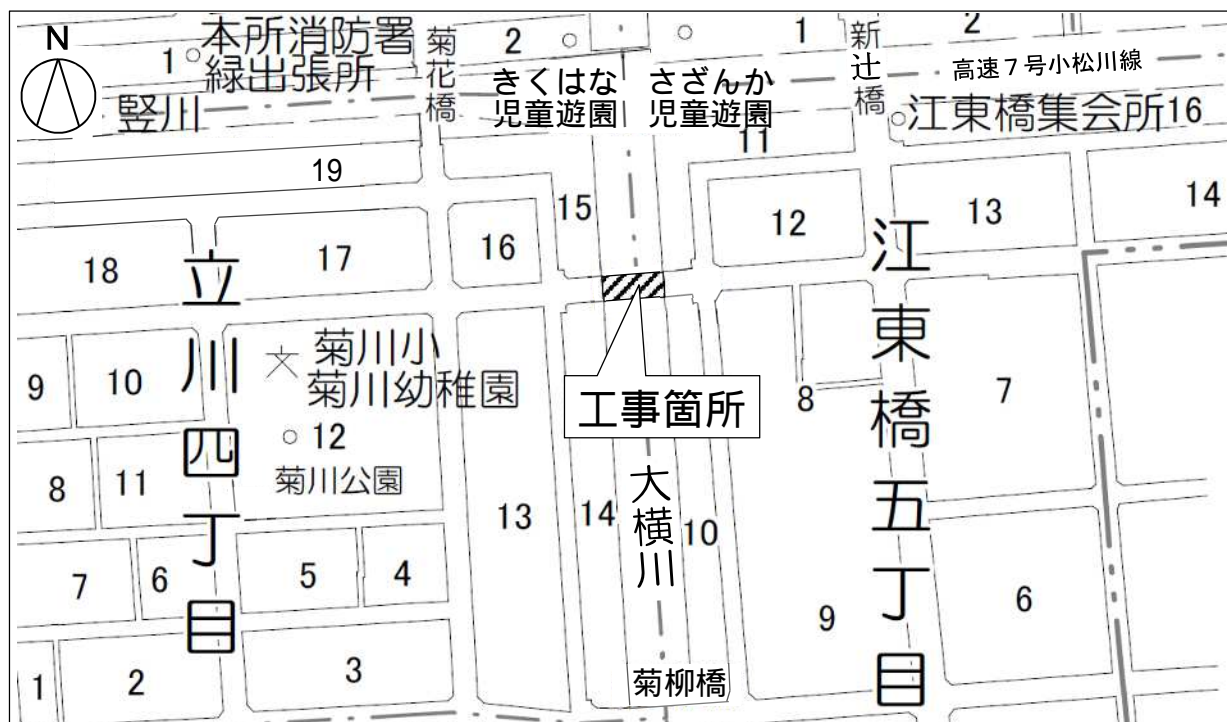 N
1
本所消防署
緑出張所
竪川
菊花橋
2
きくはな
児童遊園
さざんか
児童遊園
1
新辻橋
2
高速７号小松川線
江東橋集会所
16
11
19
15
12
13
14
18
17
16
立川四丁目
江東橋五丁目
9
10
菊川小
菊川幼稚園
12
菊川公園
工事箇所
8
7
8
11
13
14
大横川
10
7
6
5
4
9
6
1
2
3
菊柳橋